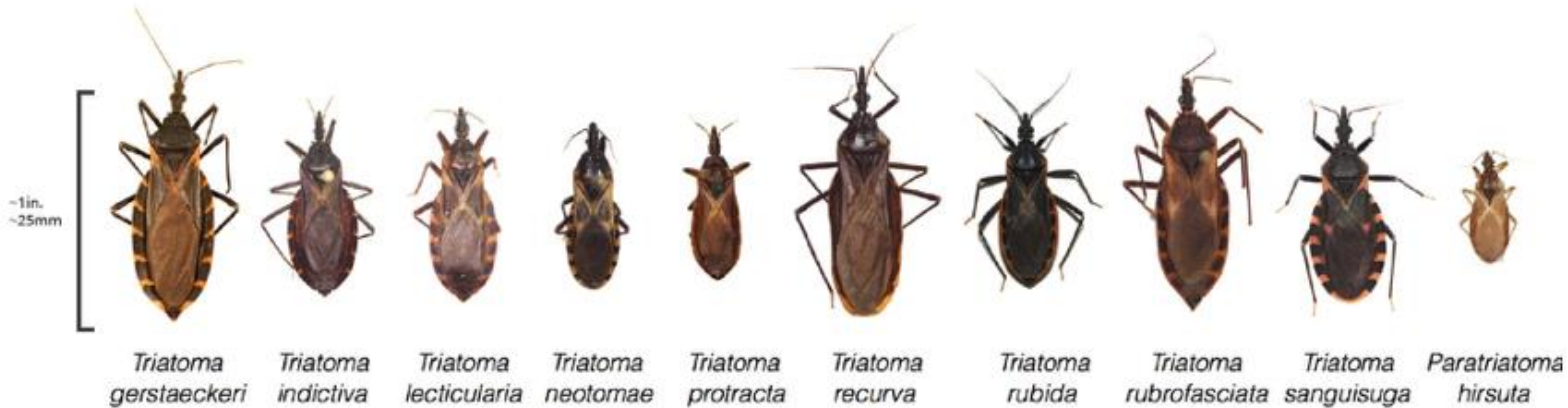 ~1in.
~25mm
Triatoma
gerstaeckeri
Triatoma
indictiva
Triatoma
lecticularia
Triatoma
neotomae
Triatoma
protracta
Triatoma
recurva
Triatoma
rubida
Triatoma
rubrofasciata
Triatoma
sanguisuga
Paratriatoma
hirsuta